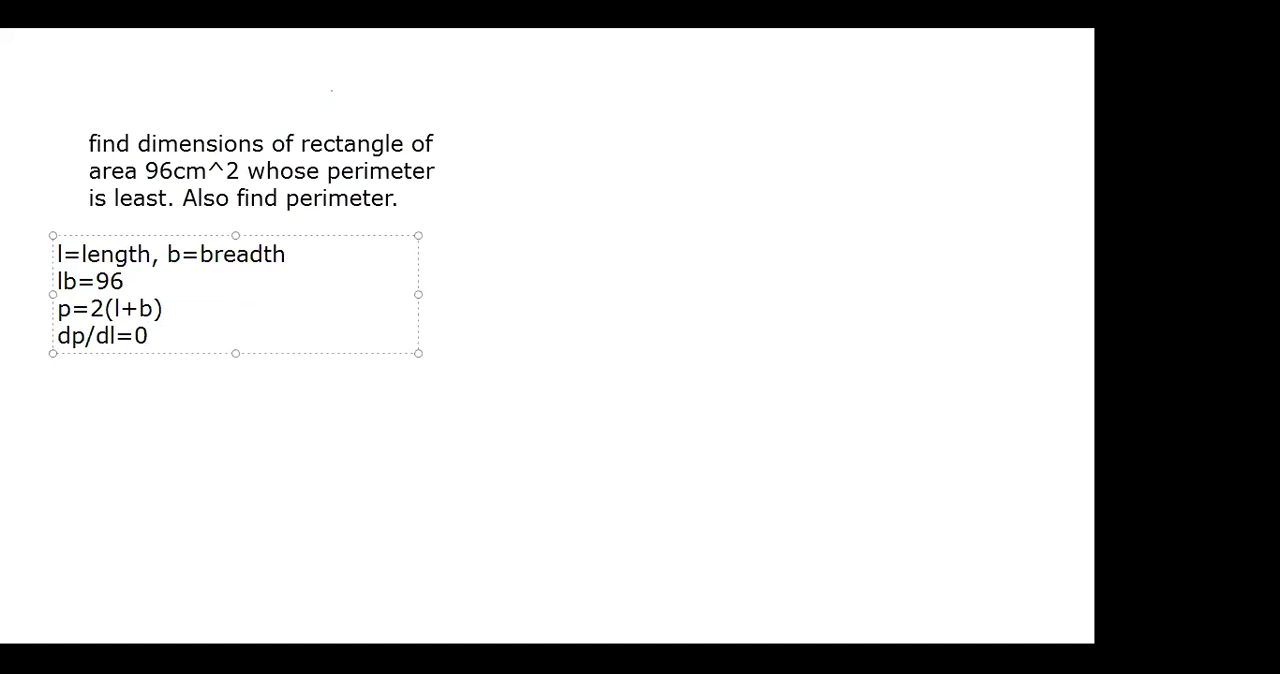 find dimensions of rectangle of
area 96cm^2 whose perimeter
is least. Also find perimeter.
l=length, b=breadth
lb=96
p=2(l+b)
dp/dl=0